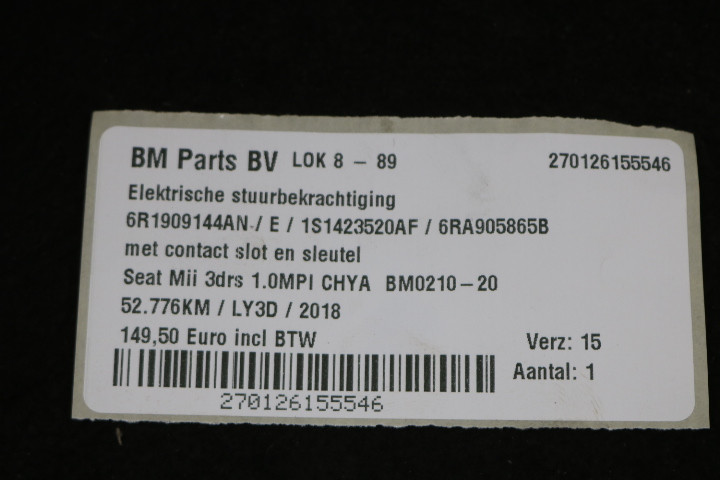 BM Parts BV LOK 8 - 89 270126155546
Elektrische stuurbekrachtiging
6R1909144AN / E / 1S1423520AF / 6RA905865B
met contact slot en sleutel
Seat Mii 3drs 1.0MPI CHYA BM0210-20
52.776KM / LY3D / 2018
149,50 Euro incl BTW Verz: 15
Aantal: 1
270126155546